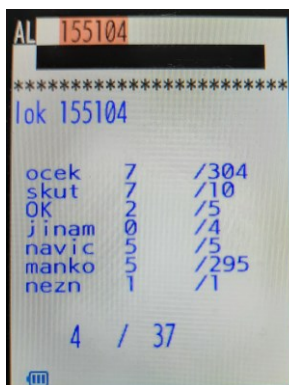 AL 155104
************************
lok 155104
ocek 7 /304
skut 7 /10
OK 2 /5
jinam 0 /4
navic 5 /5
manko 5 /295
nezn 1 /1
4 / 37